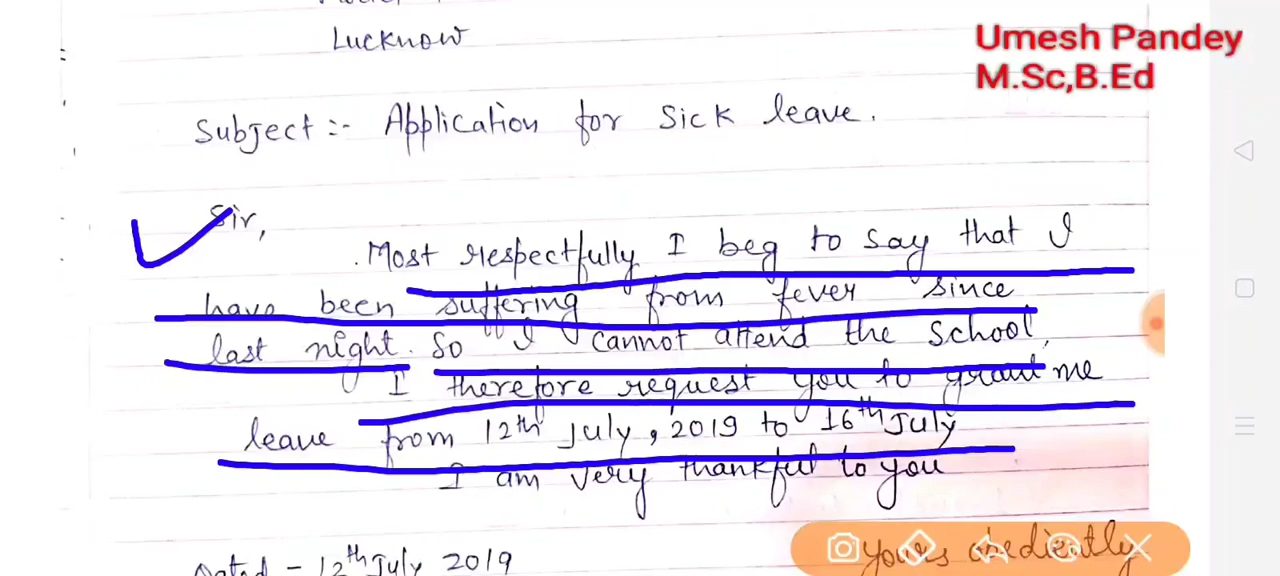 Lucknow
Umesh Pandey
M.Sc,B.Ed
Subject :- Application for Sick leave.
Sir,
Most respectfully I beg to say that I
have been suffering from fever since
last night. So I cannot attend the school.
I therefore request you to grant me
leave from 12th July, 2019 to 16th July
I am very thankful to you
Dated - 12th July 2019
yours obediently